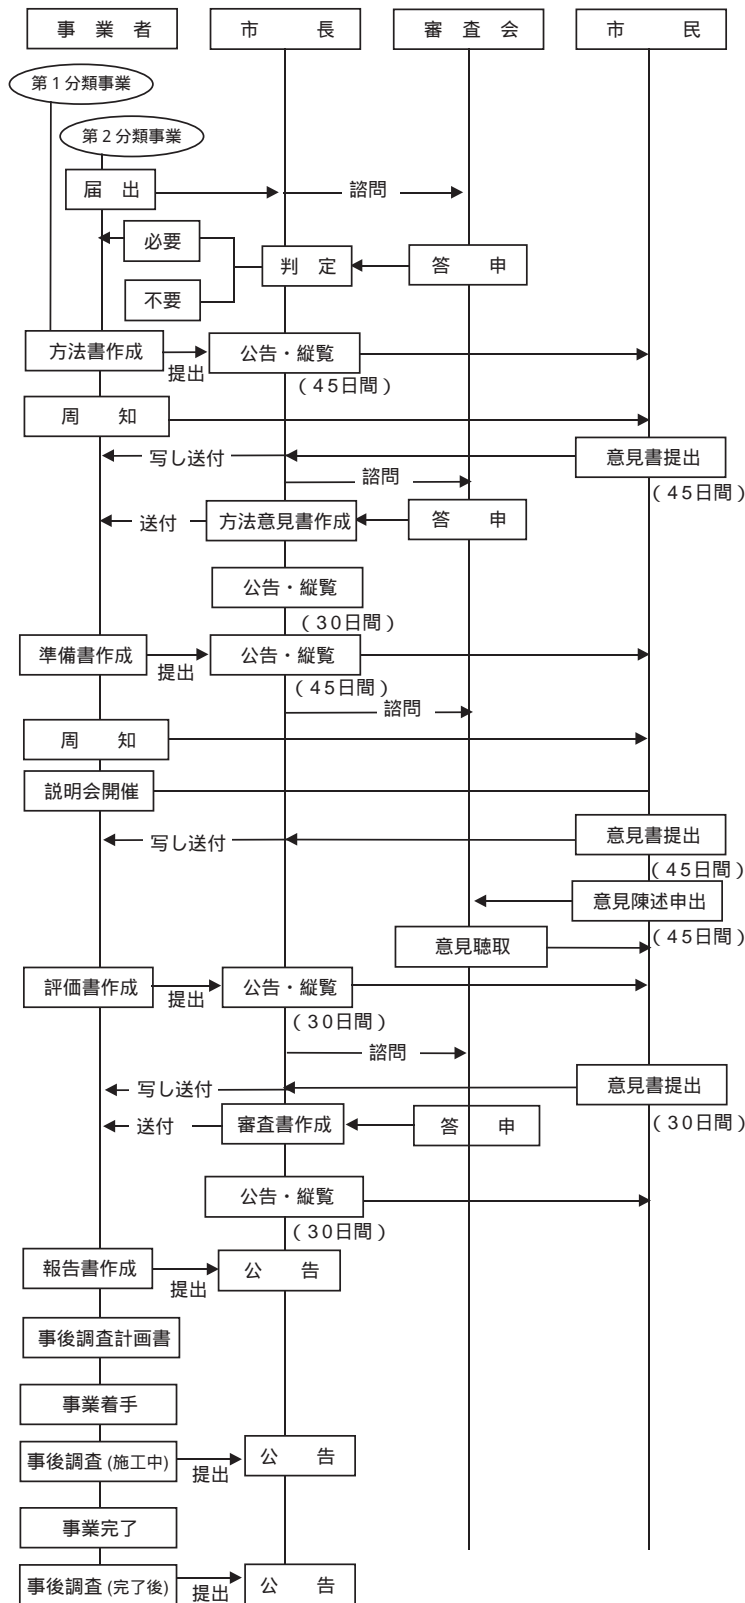 事業者　市長　審査会　市民
第1分類事業
第2分類事業
届出　諮問
必要
判定　答申
不要
方法書作成　提出　公告・縦覧
(45日間)
周知
写し送付　意見書提出
諮問
(45日間)
送付　方法意見書作成　答申
公告・縦覧
(30日間)
準備書作成　提出　公告・縦覧
(45日間)
諮問
周知
説明会開催
写し送付　意見書提出
(45日間)
意見陳述申出
(45日間)
意見聴取
評価書作成　提出　公告・縦覧
(30日間)
諮問
写し送付　意見書提出
(30日間)
送付　審査書作成　答申
公告・縦覧
(30日間)
報告書作成　提出　公告
事後調査計画書
事業着手
事後調査(施工中)　提出　公告
事業完了
事後調査(完了後)　提出　公告